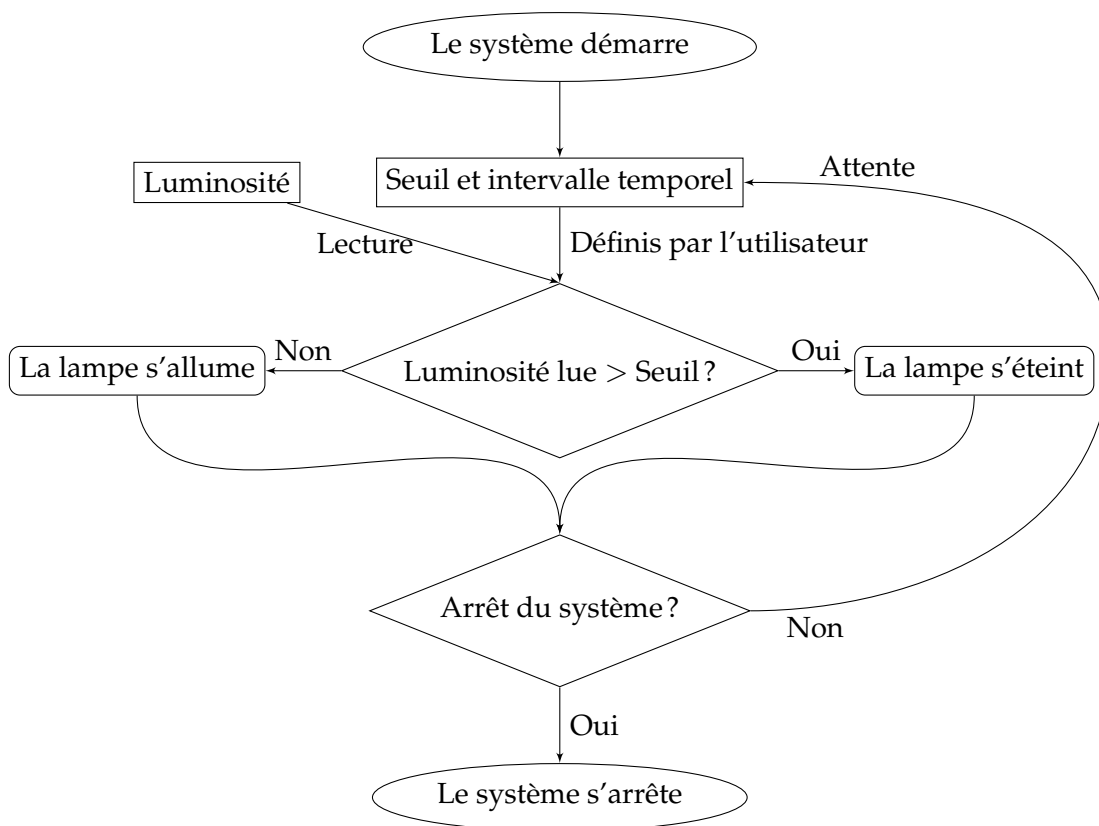 Le système démarre
Luminosité
Seuil et intervalle temporel
Attente
Lecture
Définis par l'utilisateur
La lampe s'allume
Non
Luminosité lue > Seuil ?
Oui
La lampe s'éteint
Arrêt du système ?
Non
Oui
Le système s'arrête